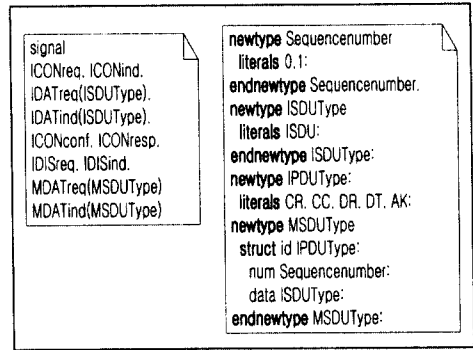 signal
ICONreq. ICONind.
IDATreq(ISDUType).
IDATind(ISDUType).
ICONconf. ICONresp.
IDISreq. IDISind.
MDATreq(MSDUType)
MDATind(MSDUType)
newtype Sequencenumber
literals 0.1:
endnewtype Sequencenumber.
newtype ISDUType
literals ISDU:
endnewtype ISDUType:
newtype IPDUType:
literals CR. CC. DR. DT. AK:
newtype MSDUType
struct id IPDUType:
num Sequencenumber:
data ISDUType:
endnewtype MSDUType: